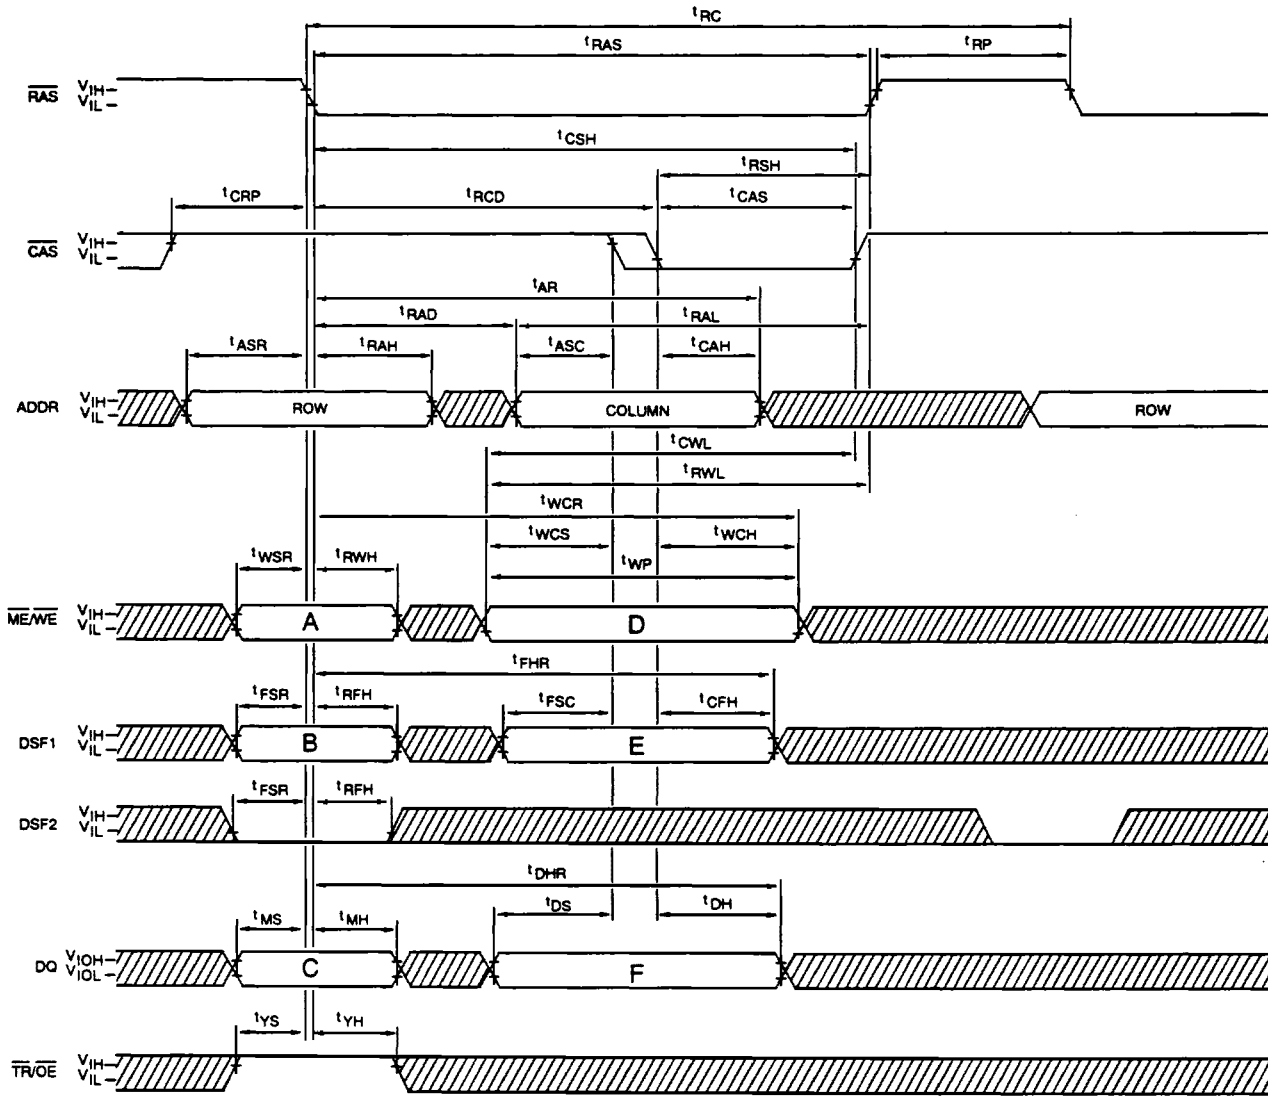 tRC
tRAS tRP
RAS VIH VIL
tCSH
tRSH
tCRP tRCD tCAS
CAS VIH VIL
tAR
tRAD tRAL
tASR tRAH tASC tCAH
ADDR VIH VIL ROW COLUMN ROW
tCWL
tRWL
tWCR
tWCS tWCH
tWSR tRWH tWP
ME/WE VIH VIL A D
tFHR
tFSR tRFH tFSC tCFH
DSF1 VIH VIL B E
tFSR tRFH
DSF2 VIH VIL
tDHR
tMS tMH tDS tDH
DQ VIOH VIOL C F
tYS tYH
TR/OE VIH VIL